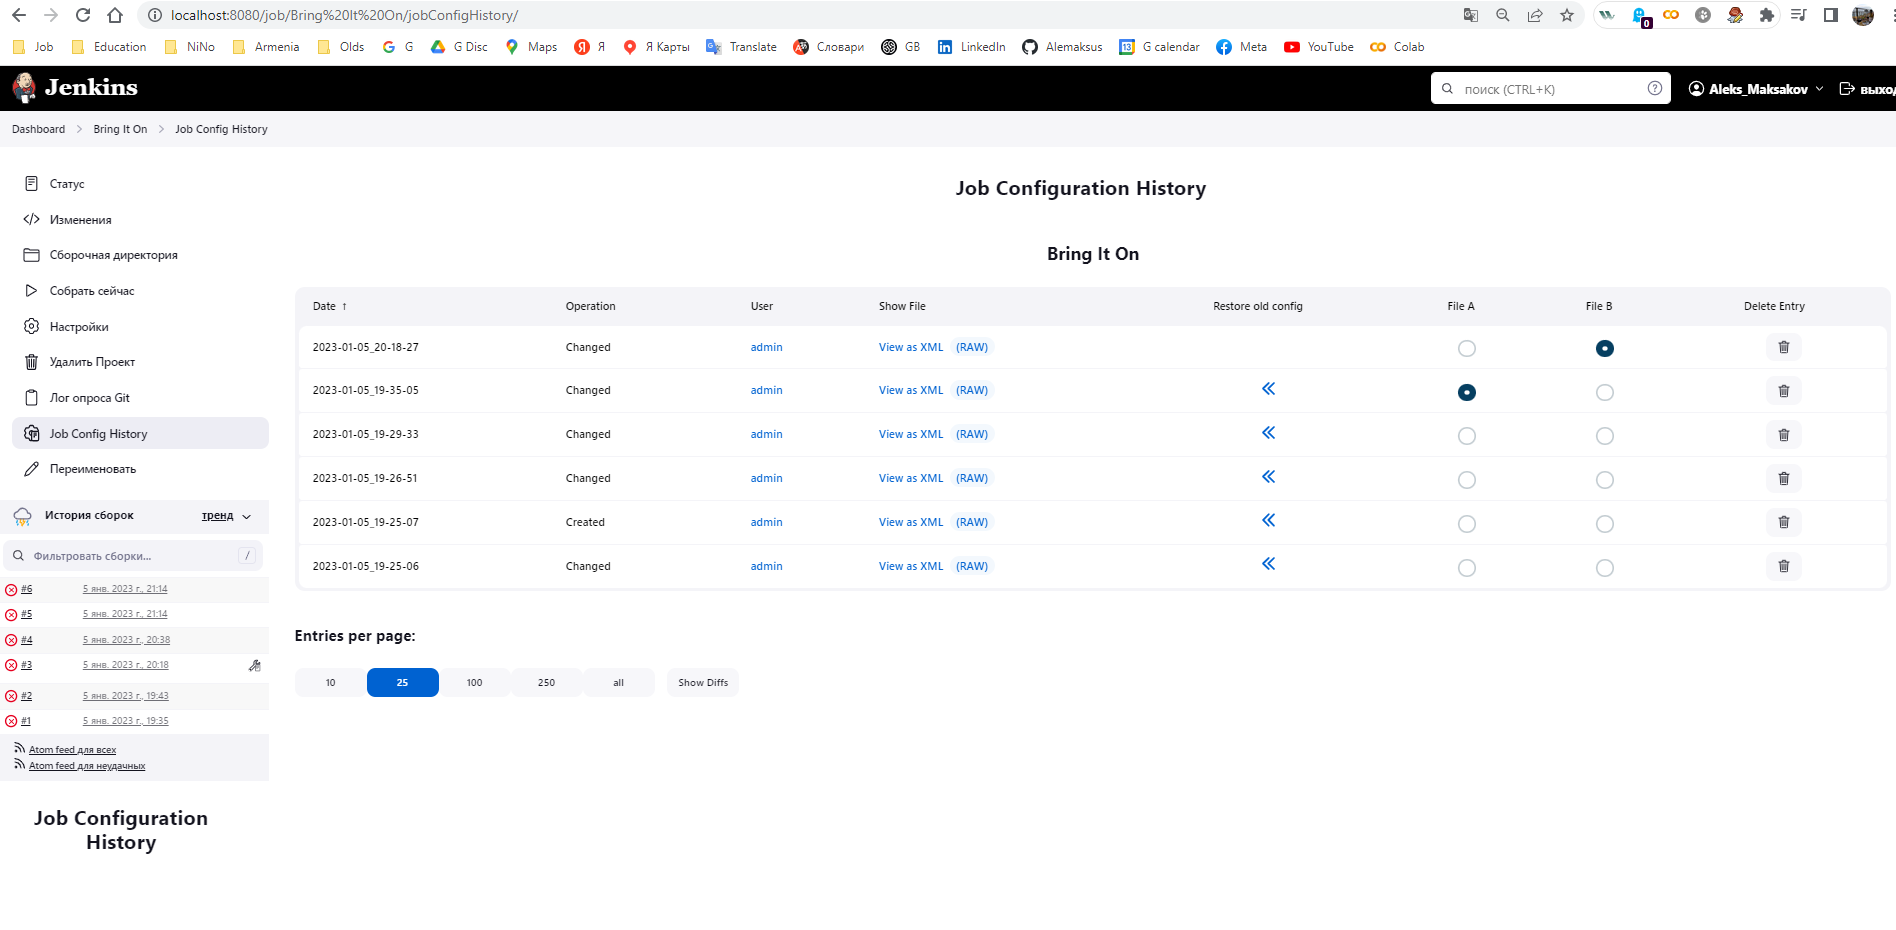 localhost:8080/job/Bring%20It%20On/jobConfigHistory/
0
Job Education NiNo Armenia Olds G G Disc Maps Я Я Карты Translate Словари GB LinkedIn Alemaksus G calendar Meta YouTube Colab
Jenkins
поиск (CTRL+K)
Aleks_Maksakov
выход
Dashboard > Bring It On > Job Config History
Статус
Изменения
Сборочная директория
Собрать сейчас
Настройки
Удалить Проект
Лог опроса Git
Job Config History
Переименовать
История сборок тренд
Фильтровать сборки... /
#6 5 янв. 2023 г., 21:14
#5 5 янв. 2023 г., 21:14
#4 5 янв. 2023 г., 20:38
#3 5 янв. 2023 г., 20:18
#2 5 янв. 2023 г., 19:43
#1 5 янв. 2023 г., 19:35
Atom feed для всех
Atom feed для неудачных
Job Configuration
History
Job Configuration History
Bring It On
Date ↑ Operation User Show File Restore old config File A File B Delete Entry
2023-01-05_20-18-27 Changed admin View as XML (RAW)
2023-01-05_19-35-05 Changed admin View as XML (RAW)
2023-01-05_19-29-33 Changed admin View as XML (RAW)
2023-01-05_19-26-51 Changed admin View as XML (RAW)
2023-01-05_19-25-07 Created admin View as XML (RAW)
2023-01-05_19-25-06 Changed admin View as XML (RAW)
Entries per page:
10 25 100 250 all Show Diffs